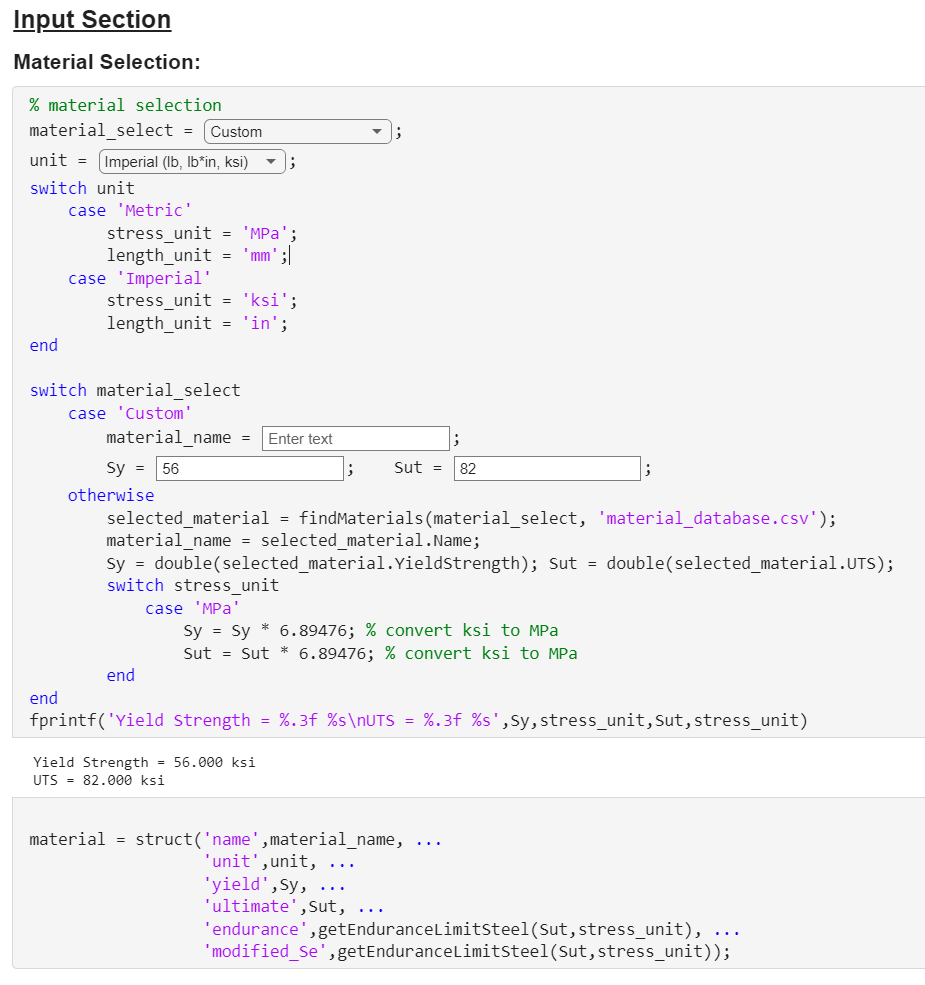 Input Section
Material Selection:
% material selection
material_select = Custom ;
unit = Imperial (lb, lb*in, ksi) ;
switch unit
    case 'Metric'
        stress_unit = 'MPa';
        length_unit = 'mm';
    case 'Imperial'
        stress_unit = 'ksi';
        length_unit = 'in';
end
switch material_select
    case 'Custom'
        material_name = Enter text ;
        Sy = 56 ;    Sut = 82 ;
    otherwise
        selected_material = findMaterials(material_select, 'material_database.csv');
        material_name = selected_material.Name;
        Sy = double(selected_material.YieldStrength); Sut = double(selected_material.UTS);
        switch stress_unit
            case 'MPa'
                Sy = Sy * 6.89476; % convert ksi to MPa
                Sut = Sut * 6.89476; % convert ksi to MPa
        end
end
fprintf('Yield Strength = %.3f %s\nUTS = %.3f %s',Sy,stress_unit,Sut,stress_unit)
Yield Strength = 56.000 ksi
UTS = 82.000 ksi
material = struct('name',material_name, ...
                  'unit',unit, ...
                  'yield',Sy, ...
                  'ultimate',Sut, ...
                  'endurance',getEnduranceLimitSteel(Sut,stress_unit), ...
                  'modified_Se',getEnduranceLimitSteel(Sut,stress_unit));